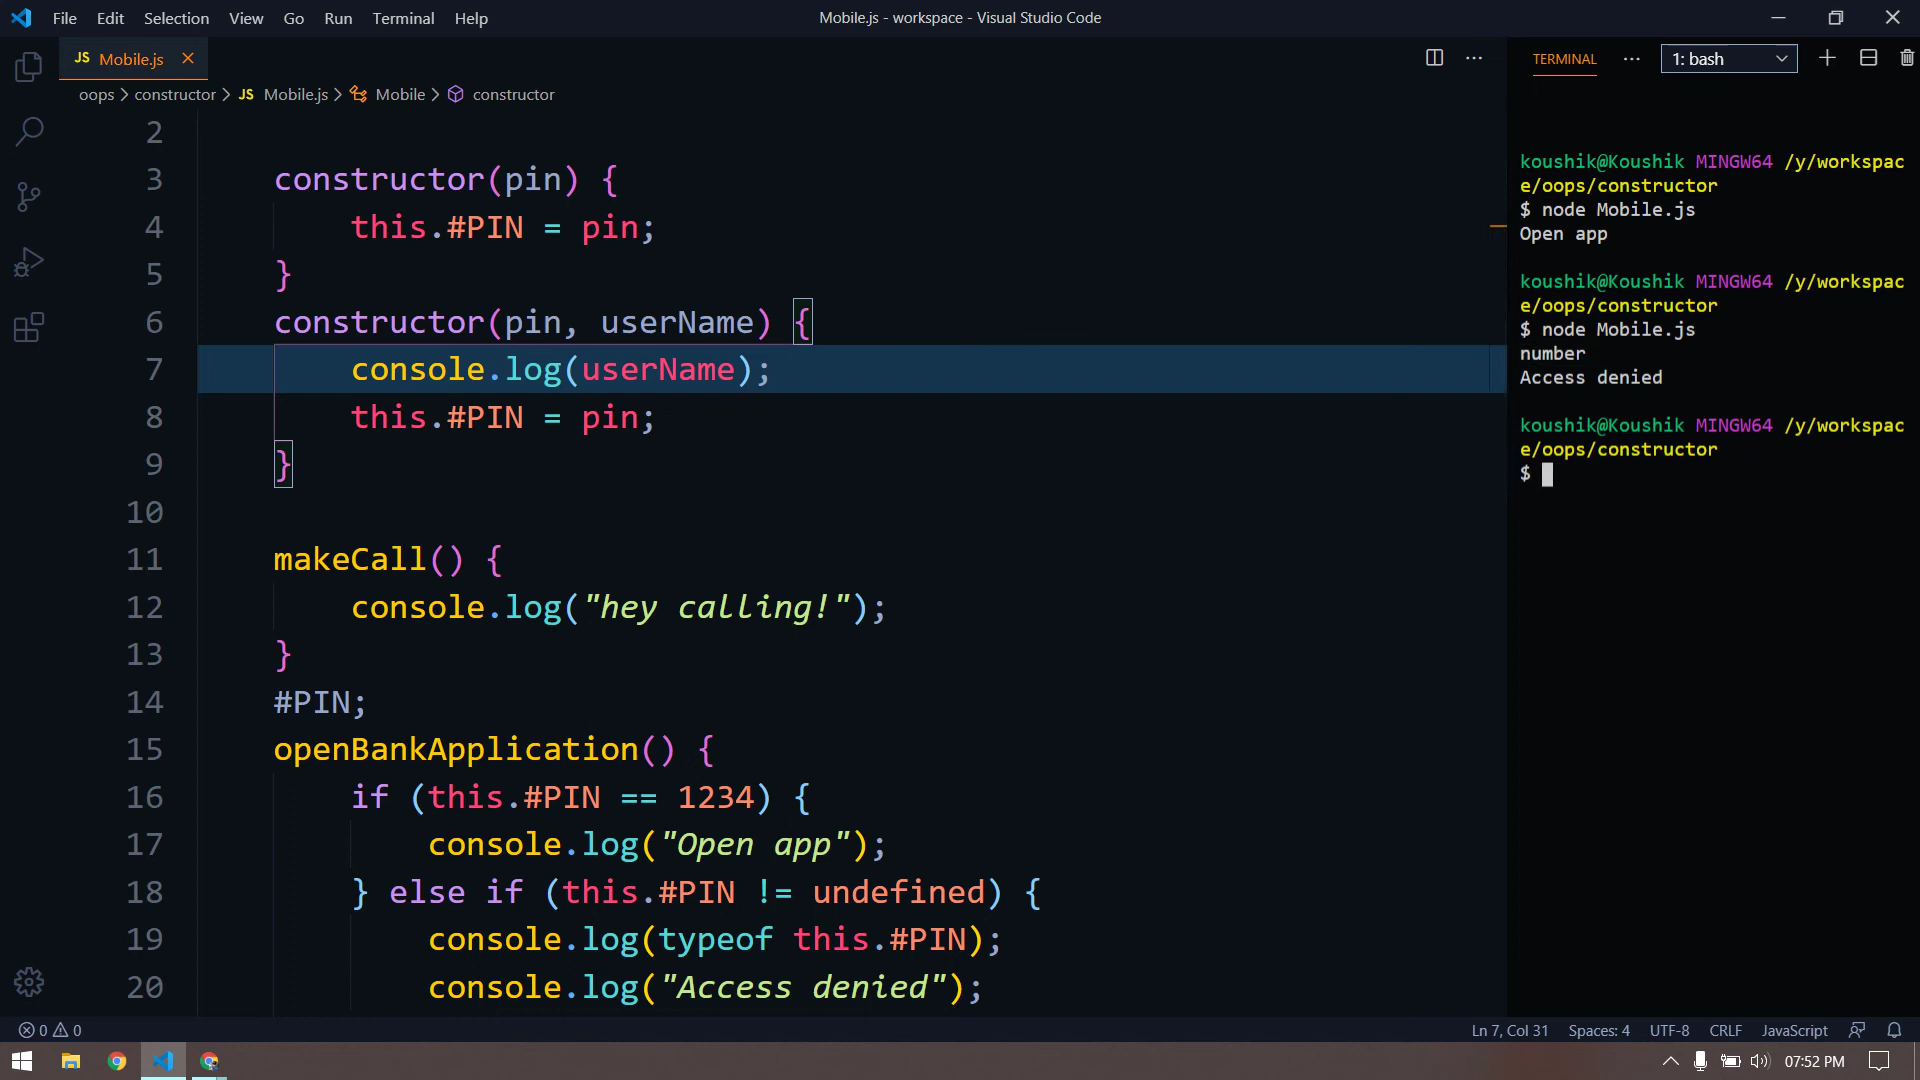 File Edit Selection View Go Run Terminal Help
Mobile.js - workspace - Visual Studio Code
JS Mobile.js
oops > constructor > JS Mobile.js > Mobile > constructor
2
3 constructor(pin) {
4 this.#PIN = pin;
5 }
6 constructor(pin, userName) {
7 console.log(userName);
8 this.#PIN = pin;
9 }
10
11 makeCall() {
12 console.log("hey calling!");
13 }
14 #PIN;
15 openBankApplication() {
16 if (this.#PIN == 1234) {
17 console.log("Open app");
18 } else if (this.#PIN != undefined) {
19 console.log(typeof this.#PIN);
20 console.log("Access denied");
TERMINAL ··· 1: bash
koushik@Koushik MINGW64 /y/workspac
e/oops/constructor
$ node Mobile.js
Open app
koushik@Koushik MINGW64 /y/workspac
e/oops/constructor
$ node Mobile.js
number
Access denied
koushik@Koushik MINGW64 /y/workspac
e/oops/constructor
$
0 0
Ln 7, Col 31 Spaces: 4 UTF-8 CRLF JavaScript
07:52 PM